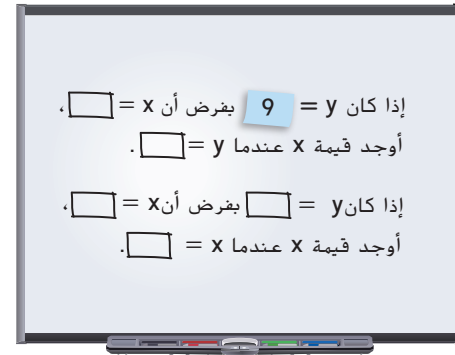 إذا كان y = 9 بفرض أن x = □،
أوجد قيمة x عندما y = □.
إذا كان y = □ بفرض أن x = □،
أوجد قيمة x عندما x = □.